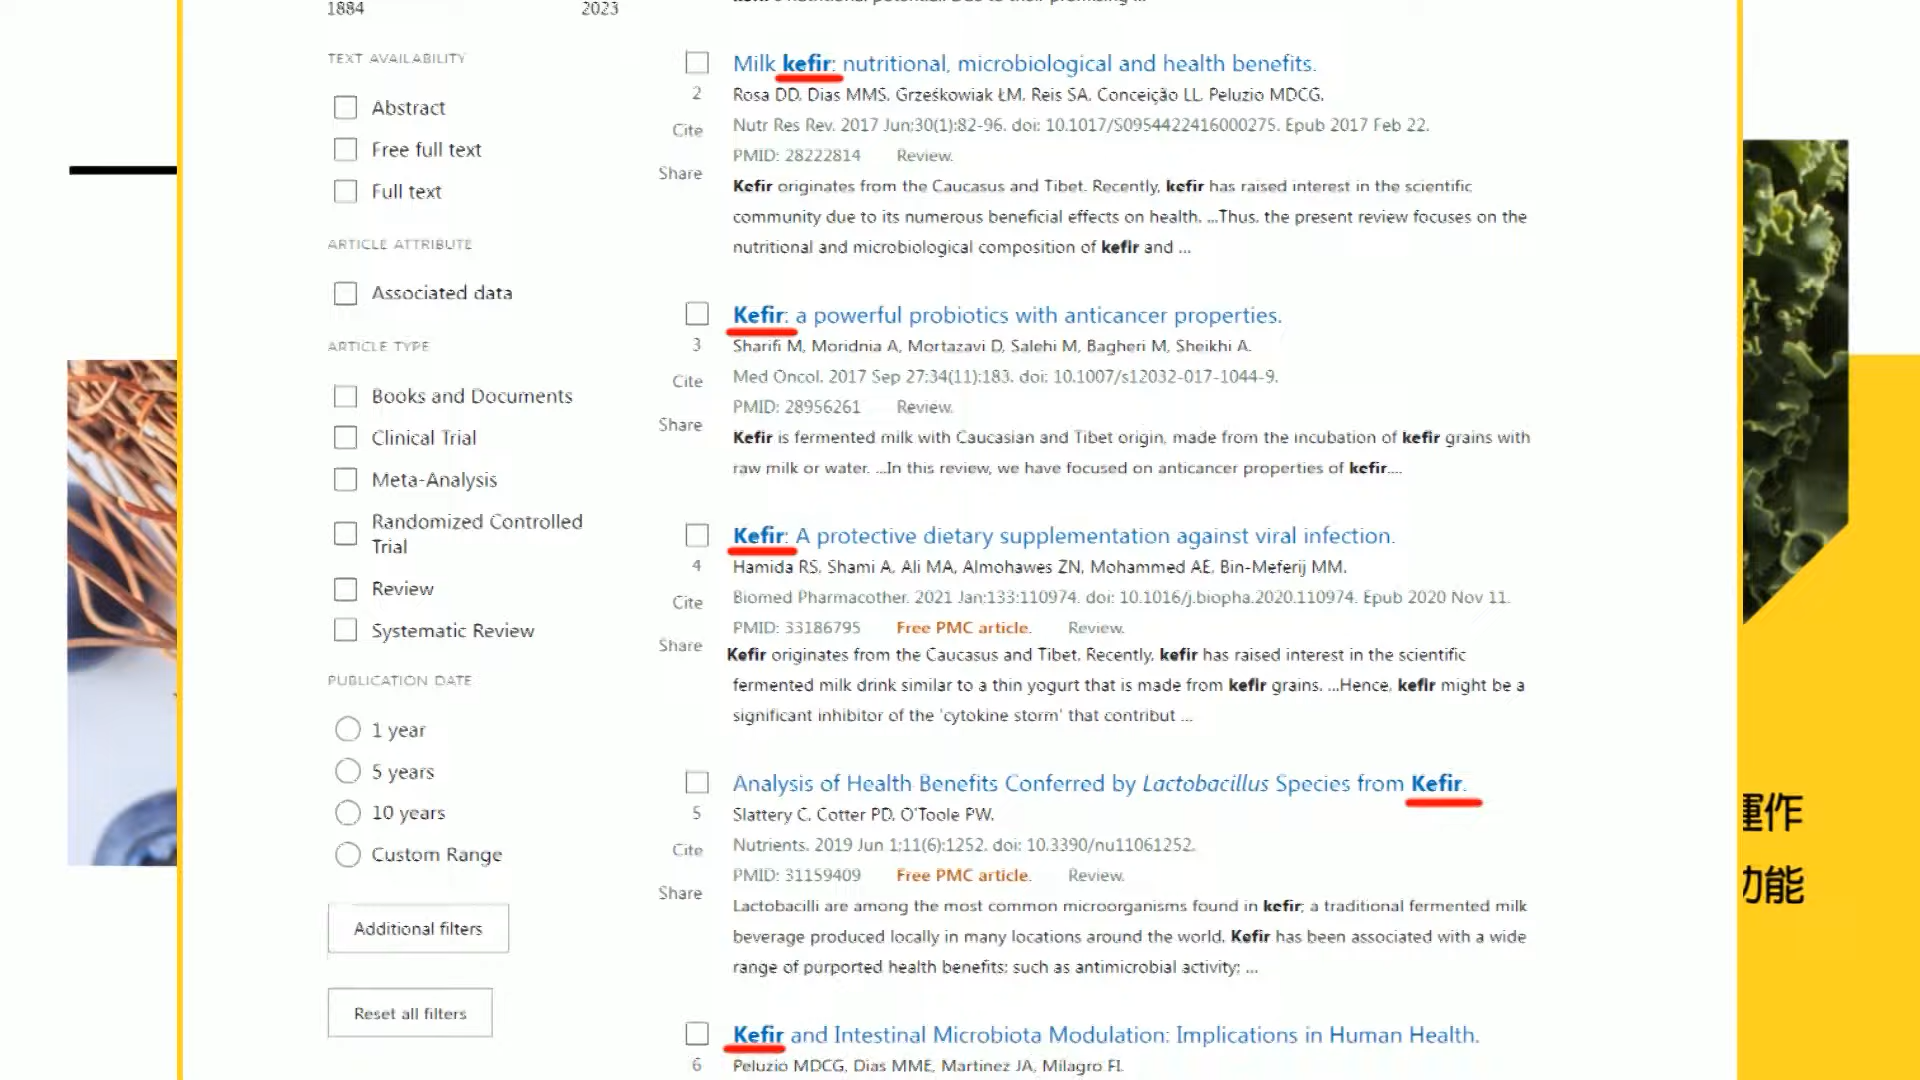 1884 2023
kefir's nutritional potential. Due to their promising ...
TEXT AVAILABILITY
Abstract
Free full text
Full text
ARTICLE ATTRIBUTE
Associated data
ARTICLE TYPE
Books and Documents
Clinical Trial
Meta-Analysis
Randomized Controlled
Trial
Review
Systematic Review
PUBLICATION DATE
1 year
5 years
10 years
Custom Range
Additional filters
Reset all filters
Milk kefir: nutritional, microbiological and health benefits.
2
Cite
Share
Rosa DD, Dias MMS, Grześkowiak ŁM, Reis SA, Conceição LL, Peluzio MDCG.
Nutr Res Rev. 2017 Jun;30(1):82-96. doi: 10.1017/S0954422416000275. Epub 2017 Feb 22.
PMID: 28222814 Review.
Kefir originates from the Caucasus and Tibet. Recently, kefir has raised interest in the scientific
community due to its numerous beneficial effects on health. ...Thus, the present review focuses on the
nutritional and microbiological composition of kefir and ...
Kefir: a powerful probiotics with anticancer properties.
3
Cite
Share
Sharifi M, Moridnia A, Mortazavi D, Salehi M, Bagheri M, Sheikhi A.
Med Oncol. 2017 Sep 27;34(11):183. doi: 10.1007/s12032-017-1044-9.
PMID: 28956261 Review.
Kefir is fermented milk with Caucasian and Tibet origin, made from the incubation of kefir grains with
raw milk or water. ...In this review, we have focused on anticancer properties of kefir....
Kefir: A protective dietary supplementation against viral infection.
4
Cite
Share
Hamida RS, Shami A, Ali MA, Almohawes ZN, Mohammed AE, Bin-Meferij MM.
Biomed Pharmacother. 2021 Jan;133:110974. doi: 10.1016/j.biopha.2020.110974. Epub 2020 Nov 11.
PMID: 33186795 Free PMC article. Review.
Kefir originates from the Caucasus and Tibet. Recently, kefir has raised interest in the scientific
fermented milk drink similar to a thin yogurt that is made from kefir grains. ...Hence, kefir might be a
significant inhibitor of the 'cytokine storm' that contribut ...
Analysis of Health Benefits Conferred by Lactobacillus Species from Kefir.
5
Cite
Share
Slattery C, Cotter PD, O'Toole PW.
Nutrients. 2019 Jun 1;11(6):1252. doi: 10.3390/nu11061252.
PMID: 31159409 Free PMC article. Review.
Lactobacilli are among the most common microorganisms found in kefir; a traditional fermented milk
beverage produced locally in many locations around the world. Kefir has been associated with a wide
range of purported health benefits; such as antimicrobial activity; ...
Kefir and Intestinal Microbiota Modulation: Implications in Human Health.
6
Peluzio MDCG, Dias MME, Martinez JA, Milagro FI.
運作
功能